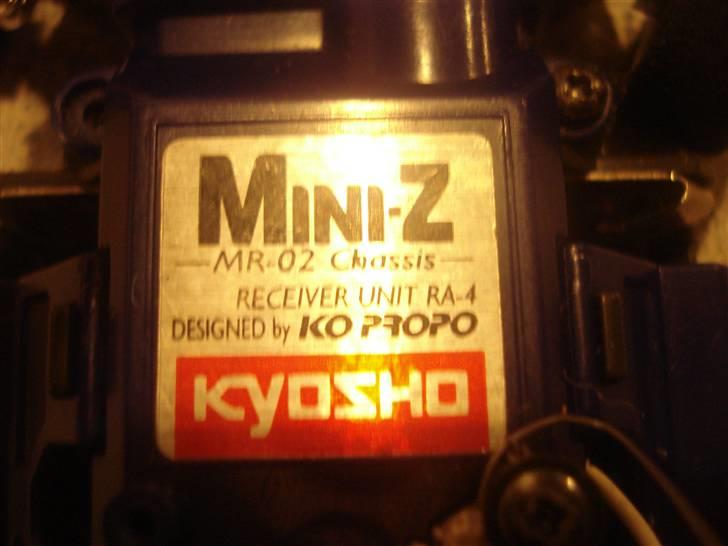 MINI-Z
MR-02 Chassis
RECEIVER UNIT RA-4
DESIGNED by KO PROPO
KYOSHO